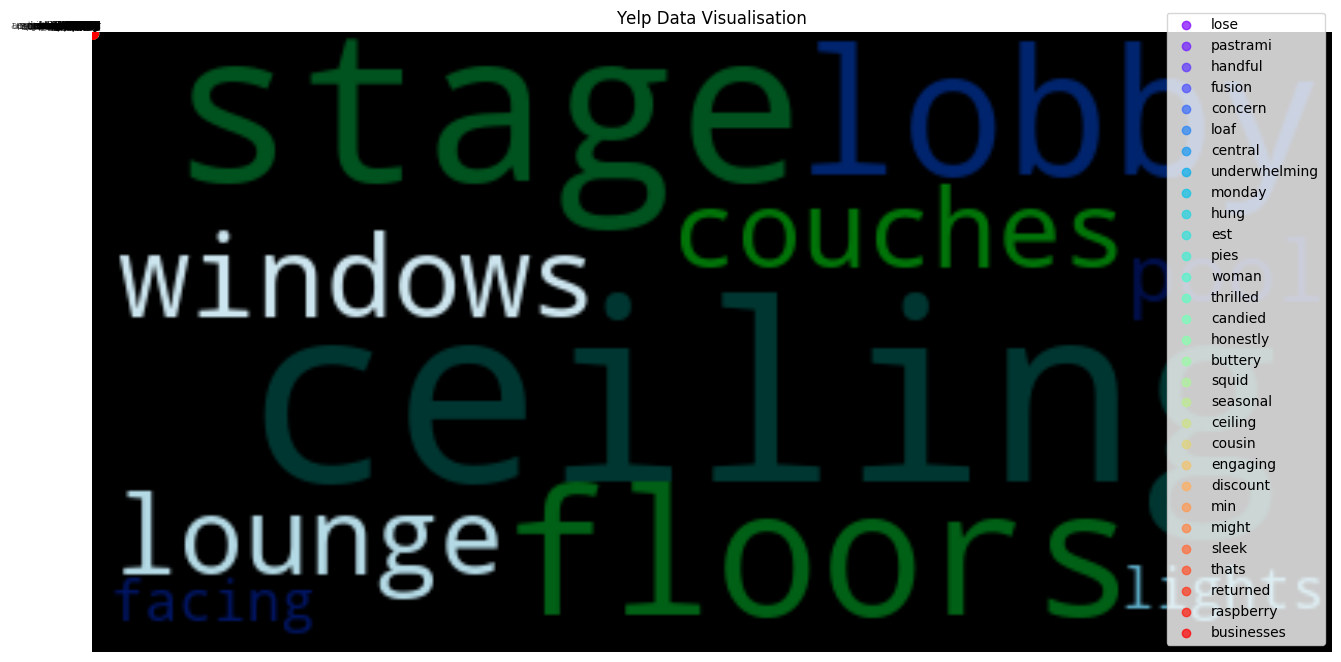 Yelp Data Visualisation
stage lobby
couches
windows pool
ceiling
lounge floors
facing lights
lose
pastrami
handful
fusion
concern
loaf
central
underwhelming
monday
hung
est
pies
woman
thrilled
candied
honestly
buttery
squid
seasonal
ceiling
cousin
engaging
discount
min
might
sleek
thats
returned
raspberry
businesses